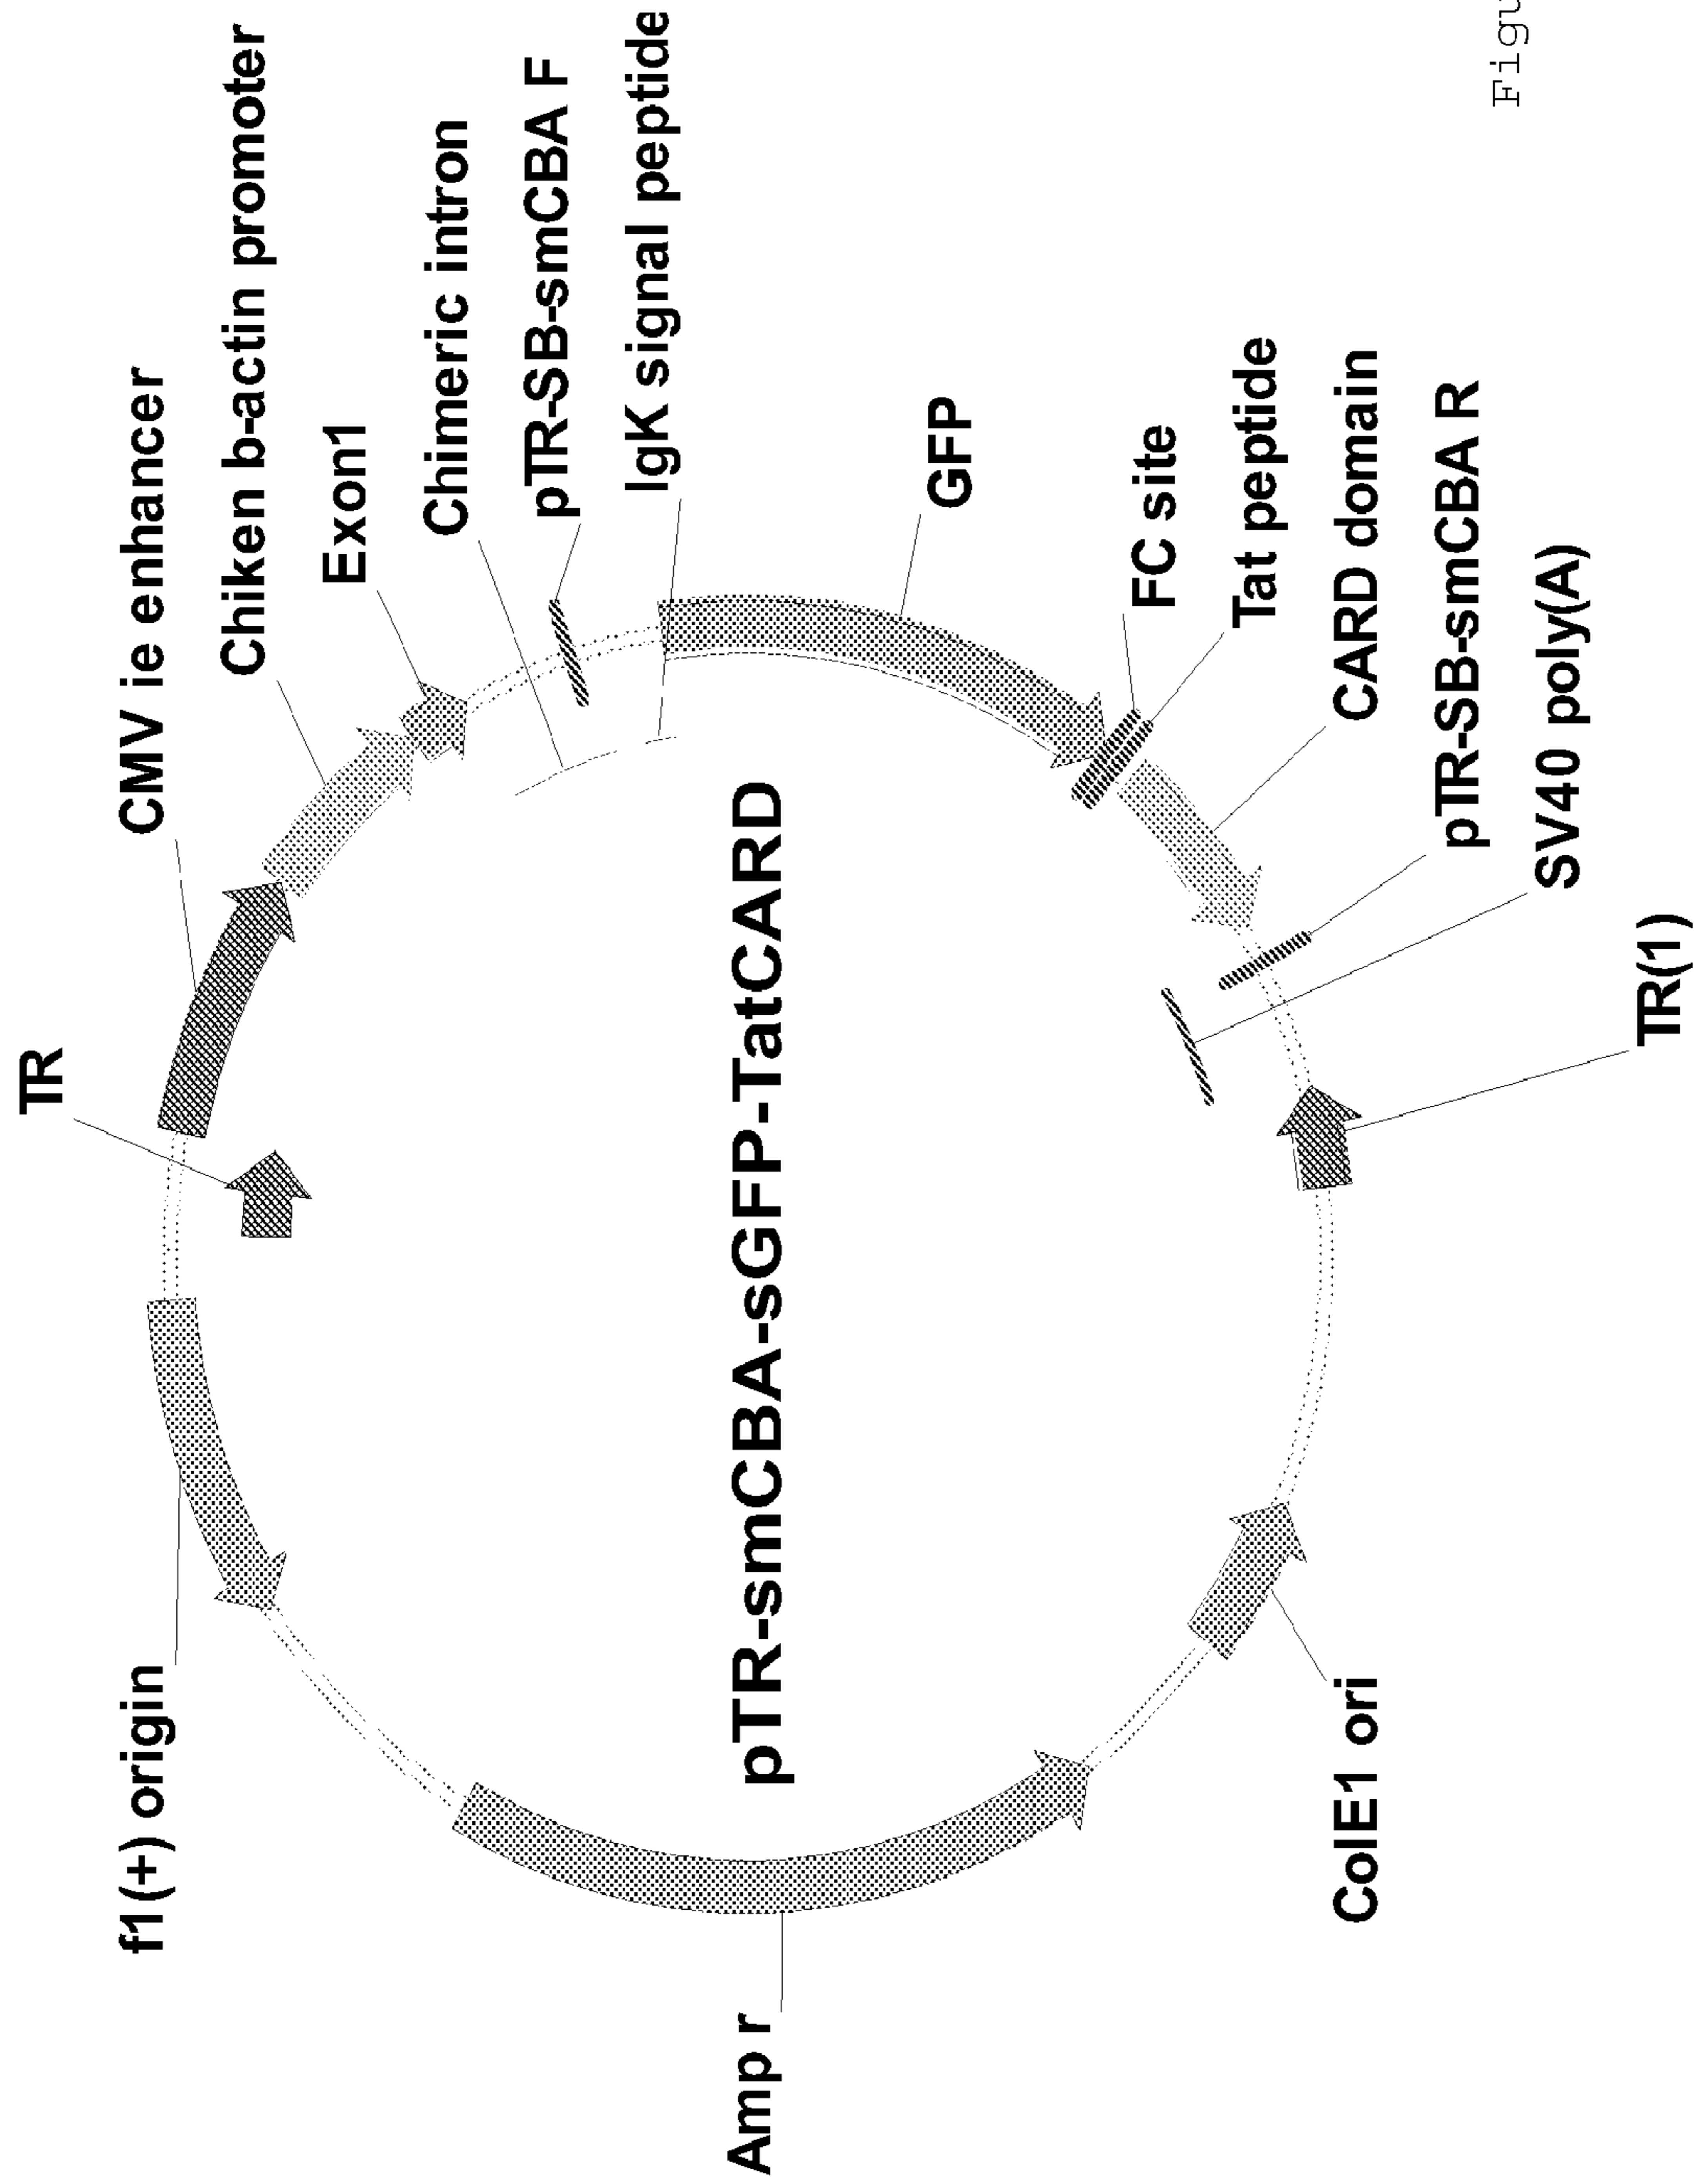 TR
CMV ie enhancer
Chiken b-actin promoter
Exon1
Chimeric intron
pTR-SB-smCBA F
IgK signal peptide
GFP
FC site
Tat peptide
CARD domain
pTR-SB-smCBA R
SV40 poly(A)
TR(1)
ColE1 ori
Amp r
f1(+) origin
pTR-smCBA-sGFP-TatCARD